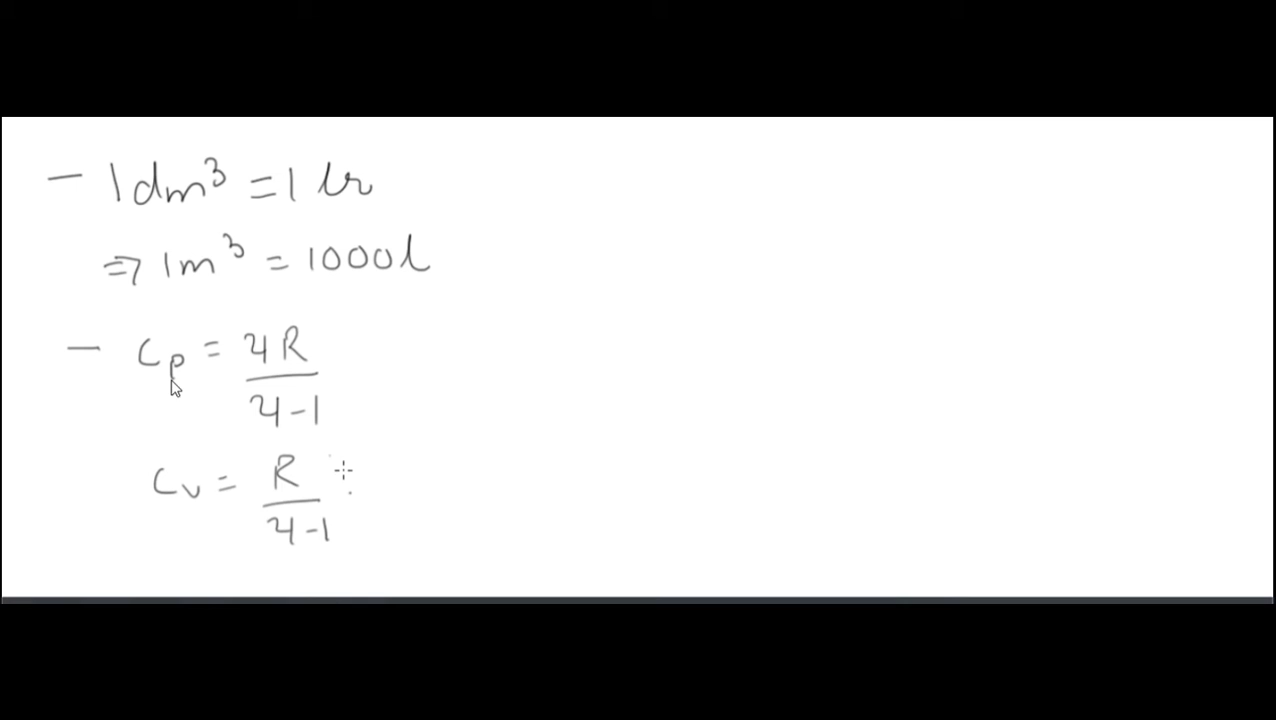 - 1dm³ = 1 ltr
⇒ 1m³ = 1000l
- Cp = γR / γ-1
Cv = R / γ-1